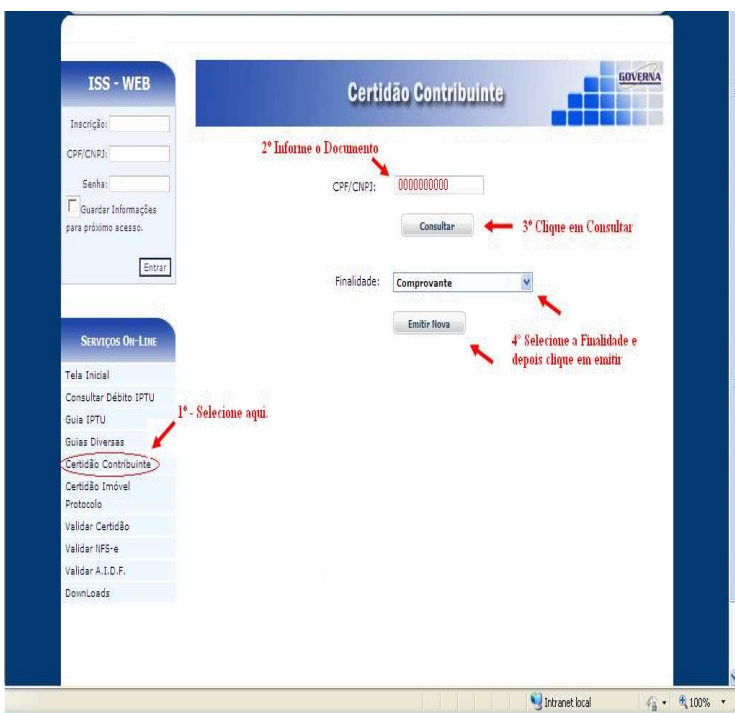 ISS - WEB
Inscrição:
CPF/CNPJ:
Senha:
Guardar Informações
para próximo acesso.
Entrar
Certidão Contribuinte
GOVERNA
2º Informe o Documento
CPF/CNPJ: 0000000000
Consultar
3º Clique em Consultar
Finalidade: Comprovante
Emitir Nova
4º Selecione a Finalidade e
depois clique em emitir
SERVIÇOS ON-LINE
Tela Inicial
Consultar Débito IPTU
Guia IPTU
1º - Selecione aqui.
Guias Diversas
Certidão Contribuinte
Certidão Imóvel
Protocolo
Validar Certidão
Validar NFS-e
Validar A.I.D.F.
DownLoads
Intranet local
100%